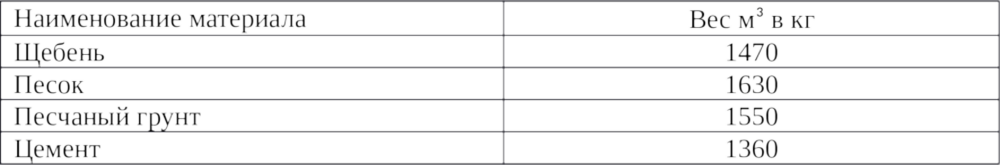 Наименование материала Вес м³ в кг
Щебень 1470
Песок 1630
Песчаный грунт 1550
Цемент 1360